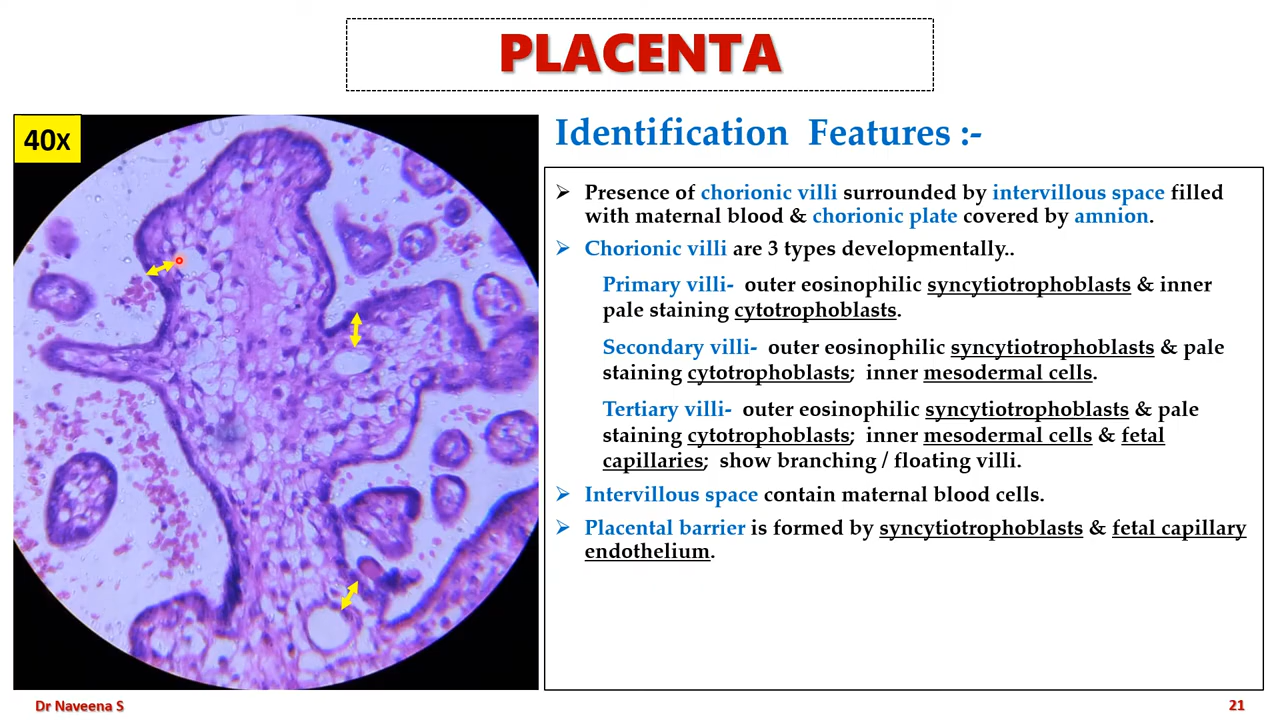 PLACENTA
40x
Identification Features :-
➢ Presence of chorionic villi surrounded by intervillous space filled
with maternal blood & chorionic plate covered by amnion.
➢ Chorionic villi are 3 types developmentally..
Primary villi- outer eosinophilic syncytiotrophoblasts & inner
pale staining cytotrophoblasts.
Secondary villi- outer eosinophilic syncytiotrophoblasts & pale
staining cytotrophoblasts; inner mesodermal cells.
Tertiary villi- outer eosinophilic syncytiotrophoblasts & pale
staining cytotrophoblasts; inner mesodermal cells & fetal
capillaries; show branching / floating villi.
➢ Intervillous space contain maternal blood cells.
➢ Placental barrier is formed by syncytiotrophoblasts & fetal capillary
endothelium.
Dr Naveena S
21